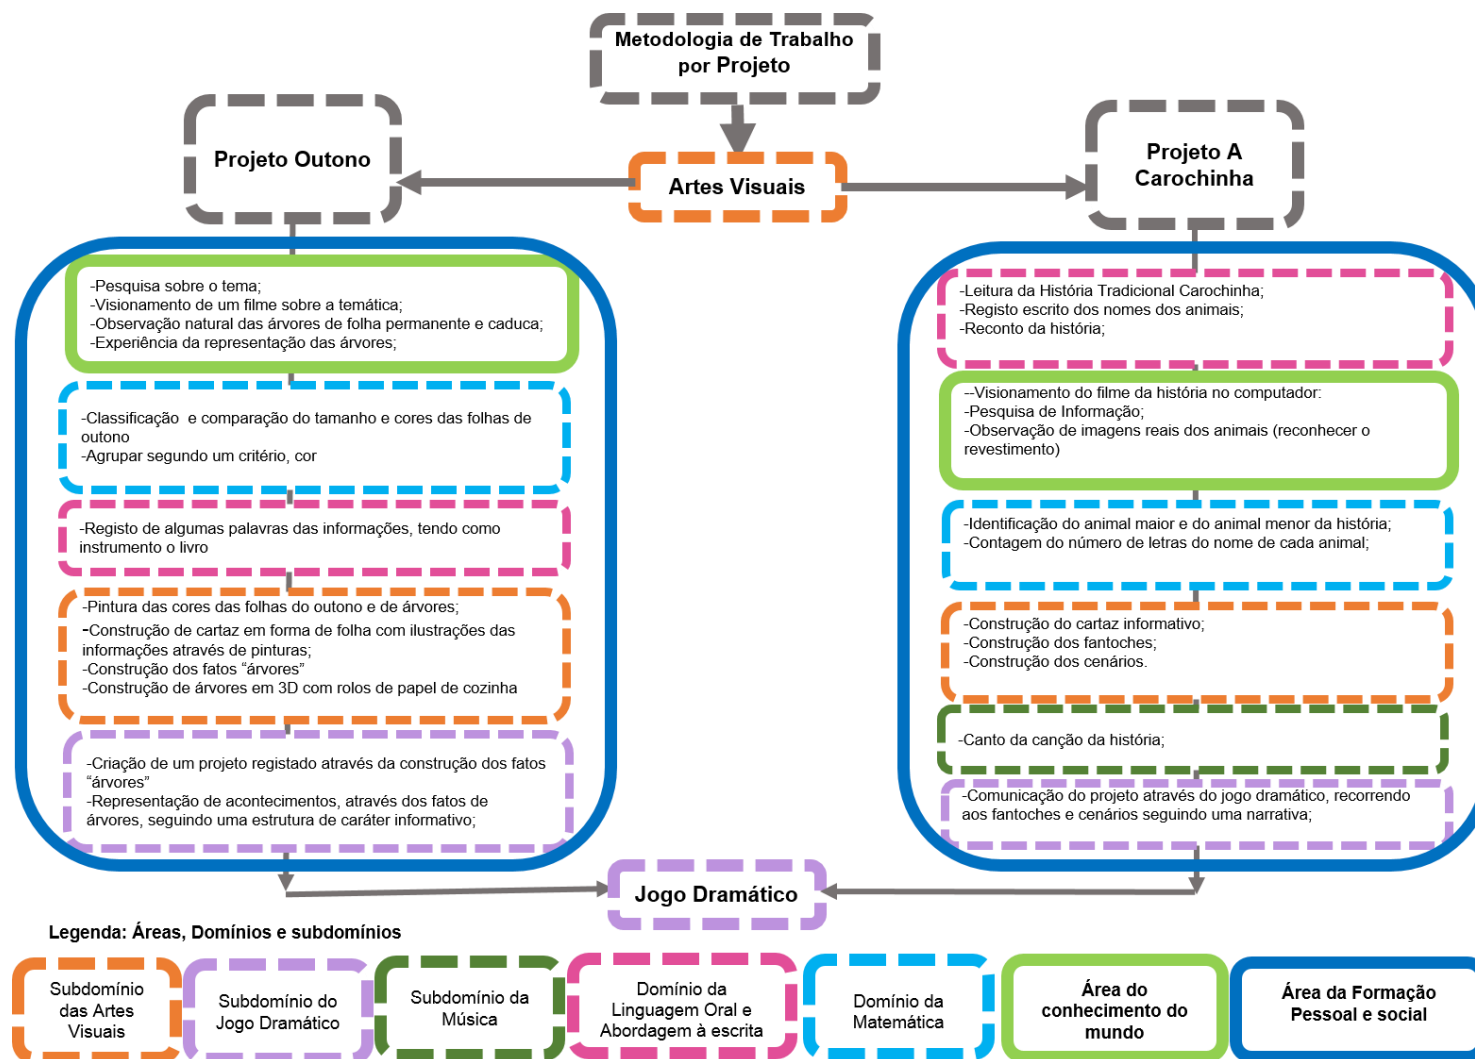 Metodologia de Trabalho
por Projeto
Artes Visuais
Projeto Outono
-Pesquisa sobre o tema;
-Visionamento de um filme sobre a temática;
-Observação natural das árvores de folha permanente e caduca;
-Experiência da representação das árvores;
-Classificação e comparação do tamanho e cores das folhas de
outono
-Agrupar segundo um critério, cor
-Registo de algumas palavras das informações, tendo como
instrumento o livro
-Pintura das cores das folhas do outono e de árvores;
-Construção de cartaz em forma de folha com ilustrações das
informações através de pinturas;
-Construção dos fatos “árvores”
-Construção de árvores em 3D com rolos de papel de cozinha
-Criação de um projeto registado através da construção dos fatos
“árvores”
-Representação de acontecimentos, através dos fatos de
árvores, seguindo uma estrutura de caráter informativo;
Projeto A
Carochinha
-Leitura da História Tradicional Carochinha;
-Registo escrito dos nomes dos animais;
-Reconto da história;
--Visionamento do filme da história no computador:
-Pesquisa de Informação;
-Observação de imagens reais dos animais (reconhecer o
revestimento)
-Identificação do animal maior e do animal menor da história;
-Contagem do número de letras do nome de cada animal;
-Construção do cartaz informativo;
-Construção dos fantoches;
-Construção dos cenários.
-Canto da canção da história;
-Comunicação do projeto através do jogo dramático, recorrendo
aos fantoches e cenários seguindo uma narrativa;
Jogo Dramático
Legenda: Áreas, Domínios e subdomínios
Subdomínio
das Artes
Visuais
Subdomínio do
Jogo Dramático
Subdomínio da
Música
Domínio da
Linguagem Oral e
Abordagem à escrita
Domínio da
Matemática
Área do
conhecimento do
mundo
Área da Formação
Pessoal e social